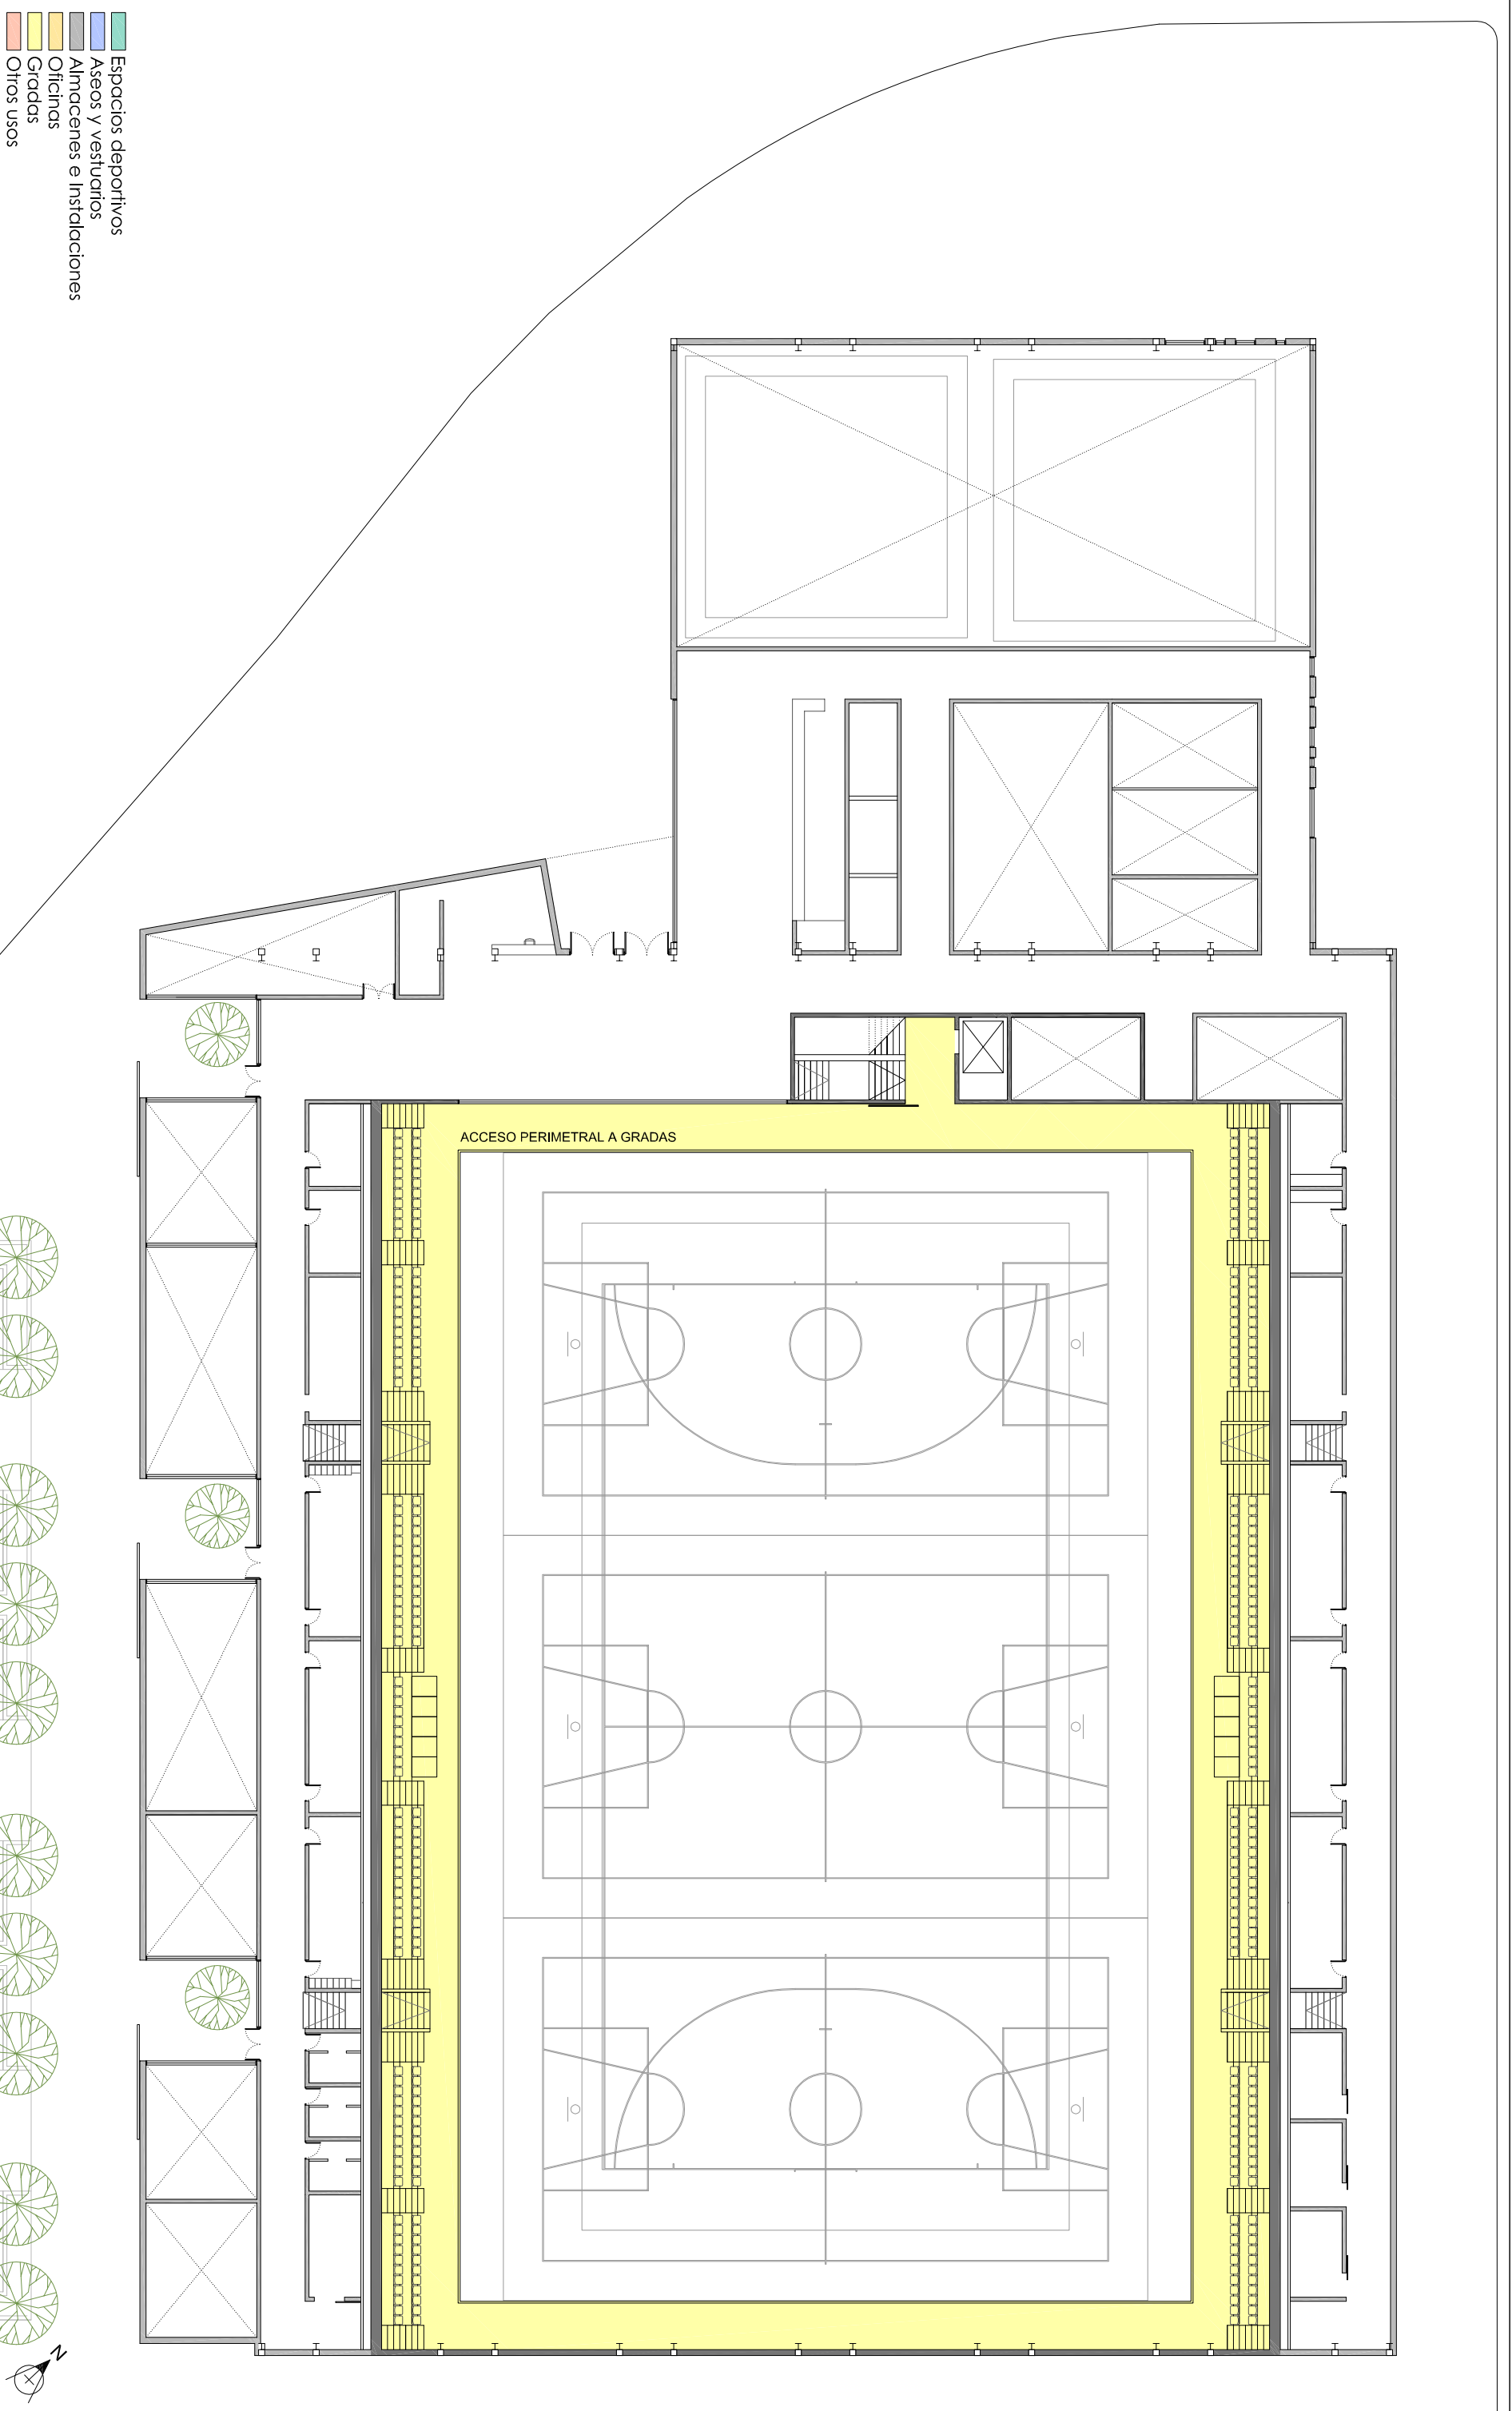 Espacios deportivos
Aseos y vestuarios
Almacenes e Instalaciones
Oficinas
Gradas
Otros usos
ACCESO PERIMETRAL A GRADAS
N